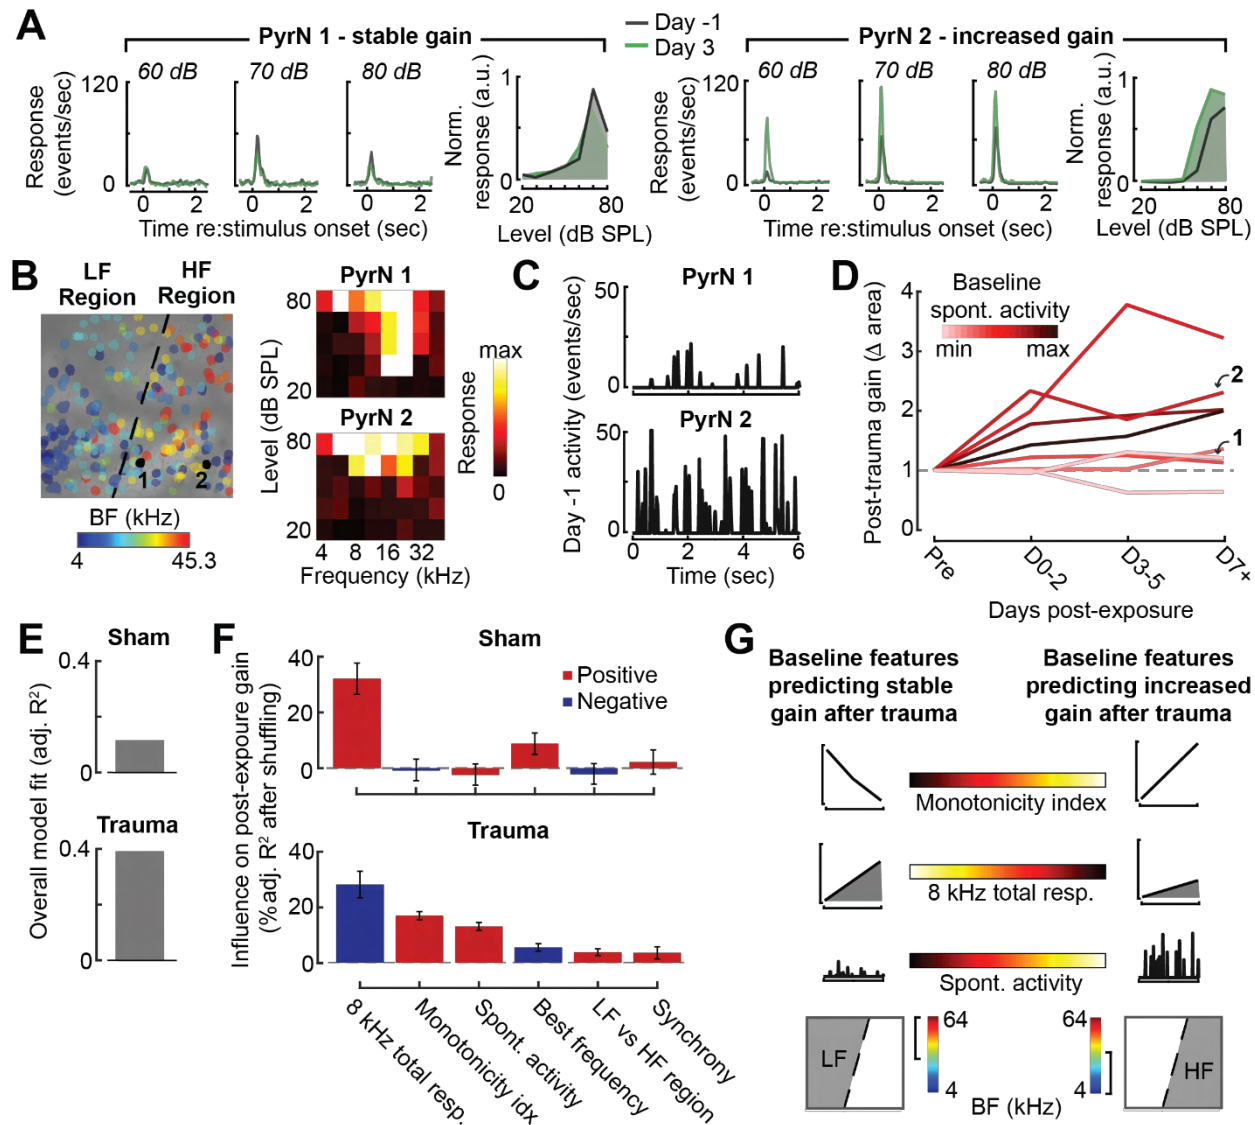 A
PyrN 1 - stable gain
Day -1
Day 3
PyrN 2 - increased gain
60 dB
70 dB
80 dB
120
0
Response
(events/sec)
0 2
0 2
0 2
Time re:stimulus onset (sec)
Norm.
response (a.u.)
1
0
20 80
Level (dB SPL)
60 dB
70 dB
80 dB
120
0
Response
(events/sec)
0 2
0 2
0 2
Time re:stimulus onset (sec)
Norm.
response (a.u.)
1
0
20 80
Level (dB SPL)
B
LF
Region
HF
Region
1
2
BF (kHz)
4 45.3
PyrN 1
80
20
PyrN 2
80
20
Level (dB SPL)
4 8 16 32
Frequency (kHz)
max
Response
0
C
PyrN 1
50
0
PyrN 2
50
0
Day -1 activity (events/sec)
0 2 4 6
Time (sec)
D
Baseline
spont. activity
min max
4
3
2
1
0
Post-trauma gain (Δ area)
2
1
Pre
D0-2
D3-5
D7+
Days post-exposure
E
Sham
0.4
0
Trauma
0.4
0
Overall model fit (adj. R²)
F
Sham
Positive
Negative
40
20
0
Trauma
40
20
0
Influence on post-exposure gain
(%adj. R² after shuffling)
8 kHz total resp.
Monotonicity idx
Spont. activity
Best frequency
LF vs HF region
Synchrony
G
Baseline features
predicting stable
gain after trauma
Baseline features
predicting increased
gain after trauma
Monotonicity index
8 kHz total resp.
Spont. activity
LF
64
4
BF (kHz)
64
4
HF